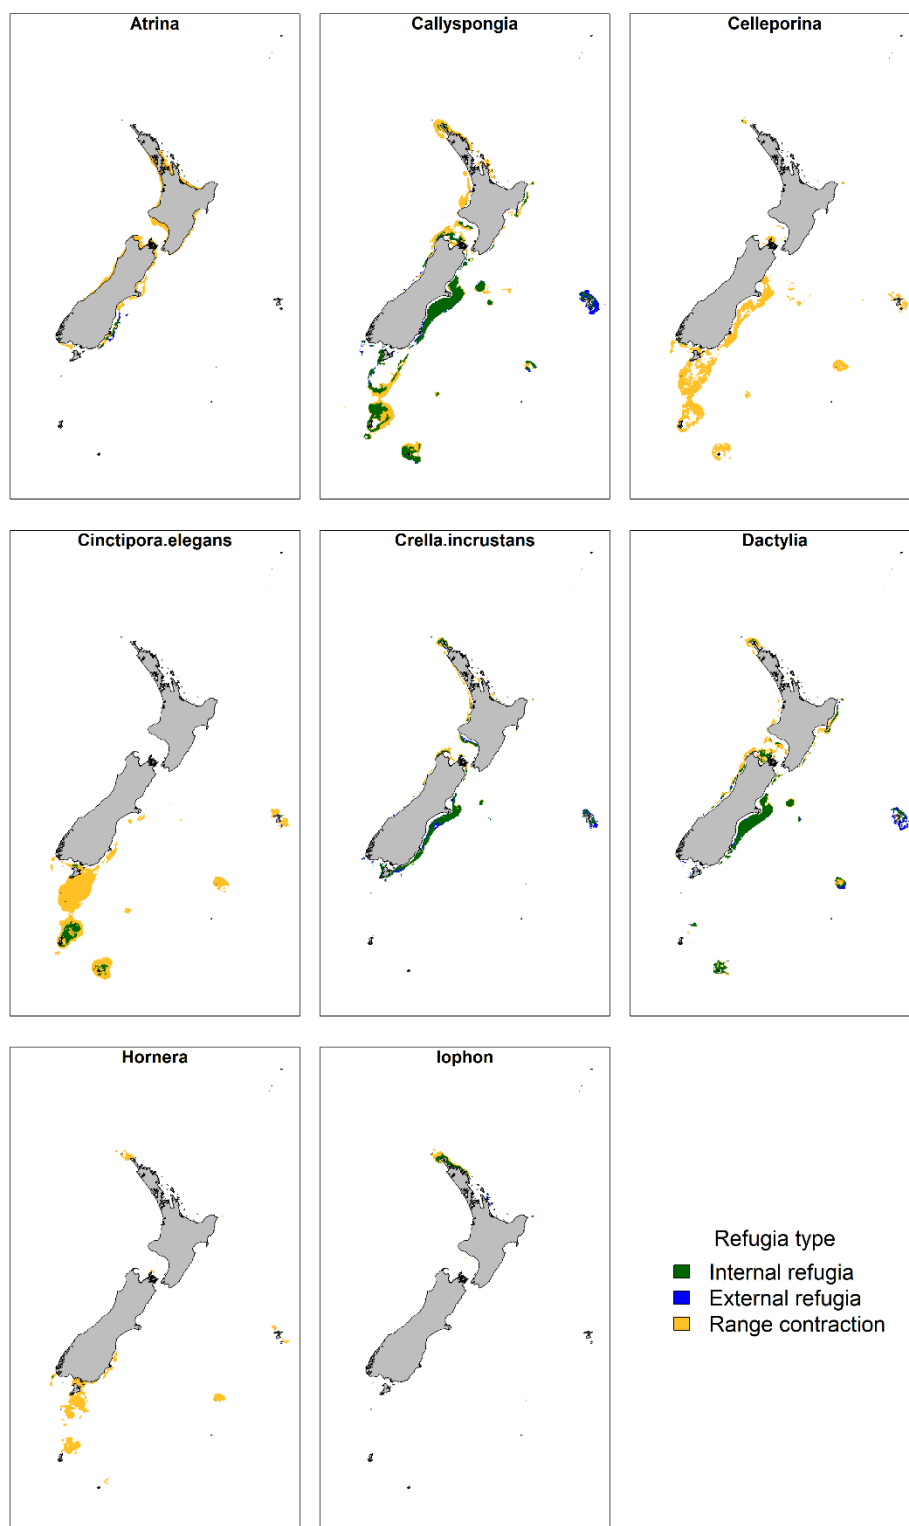 Atrina
Callyspongia
Celleporina
Cinctipora.elegans
Crella.incrustans
Dactylia
Hornera
Iophon
Refugia type
Internal refugia
External refugia
Range contraction